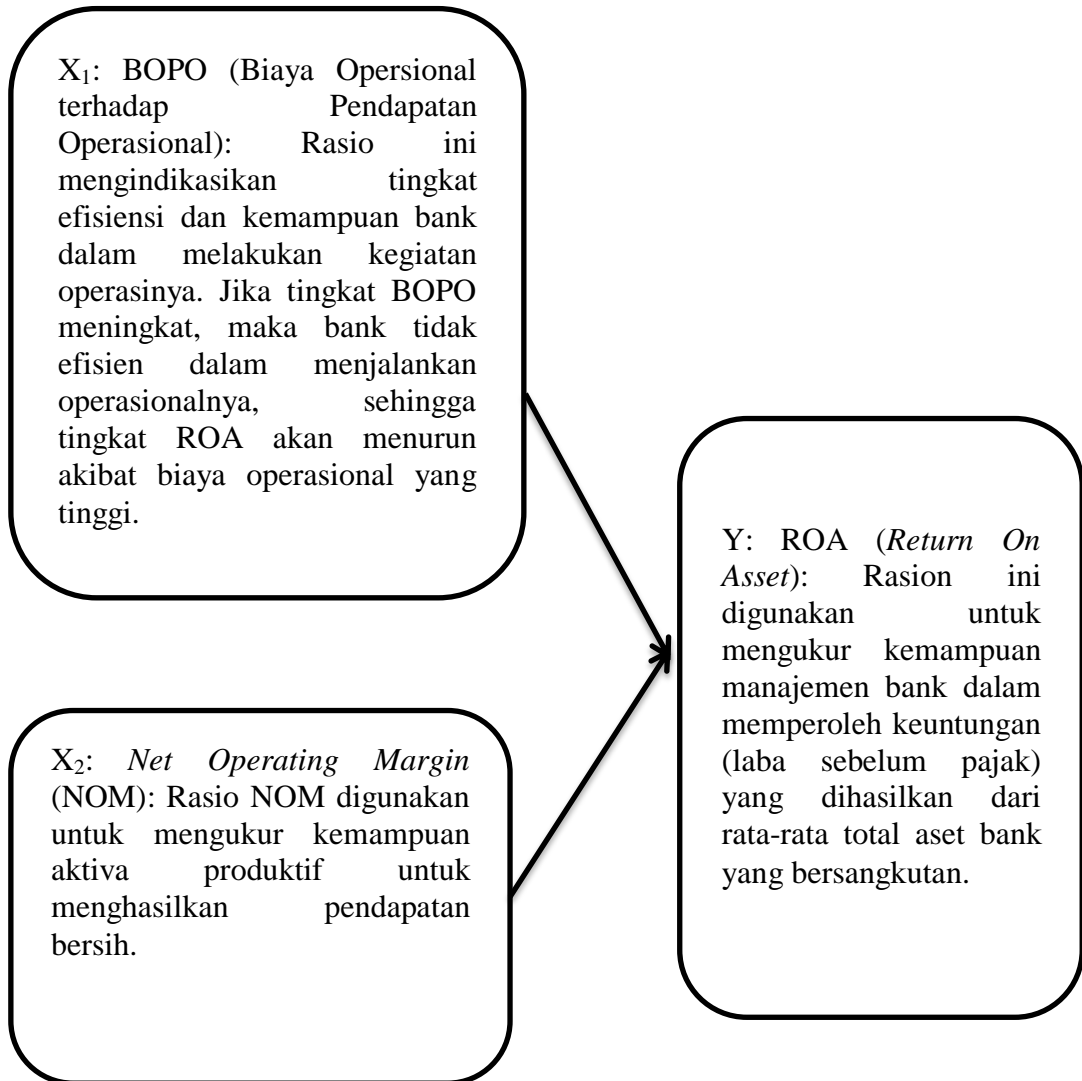 X₁: BOPO (Biaya Opersional
terhadap Pendapatan
Operasional): Rasio ini
mengindikasikan tingkat
efisiensi dan kemampuan bank
dalam melakukan kegiatan
operasinya. Jika tingkat BOPO
meningkat, maka bank tidak
efisien dalam menjalankan
operasionalnya, sehingga
tingkat ROA akan menurun
akibat biaya operasional yang
tinggi.
X₂: Net Operating Margin
(NOM): Rasio NOM digunakan
untuk mengukur kemampuan
aktiva produktif untuk
menghasilkan pendapatan
bersih.
Y: ROA (Return On
Asset): Rasion ini
digunakan untuk
mengukur kemampuan
manajemen bank dalam
memperoleh keuntungan
(laba sebelum pajak)
yang dihasilkan dari
rata-rata total aset bank
yang bersangkutan.